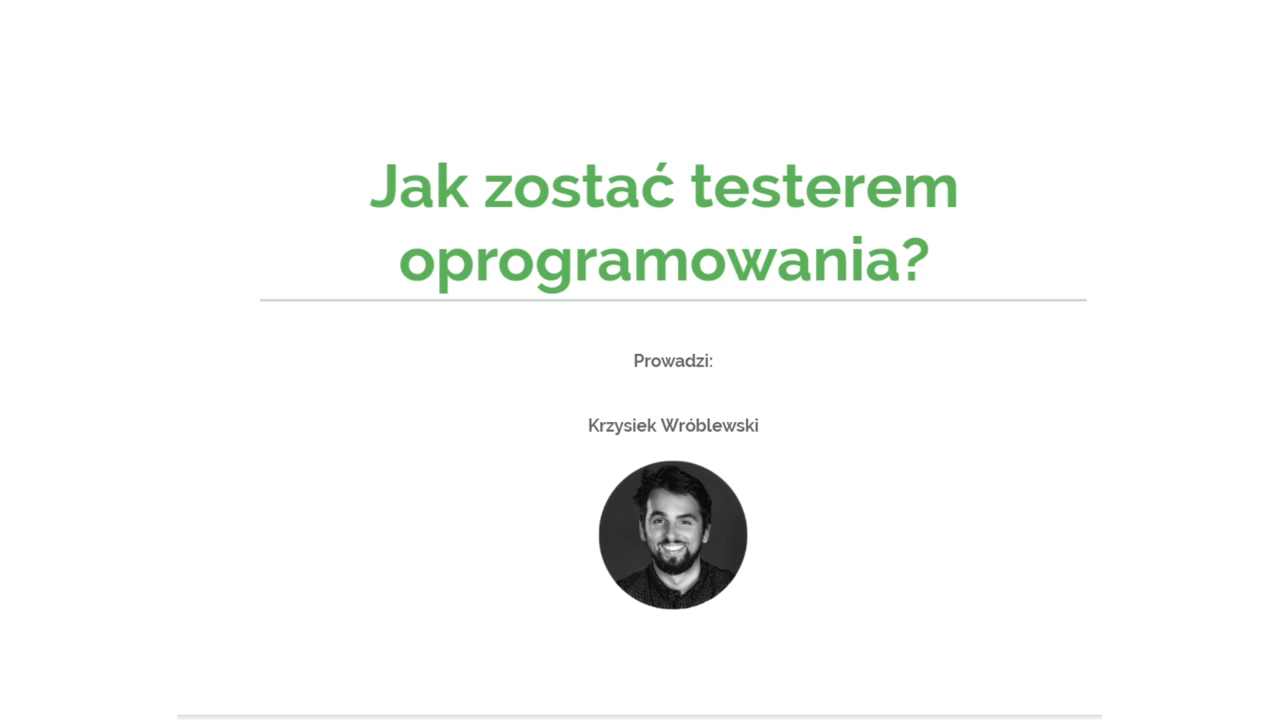 Jak zostać testerem
oprogramowania?
Prowadzi:
Krzysiek Wróblewski